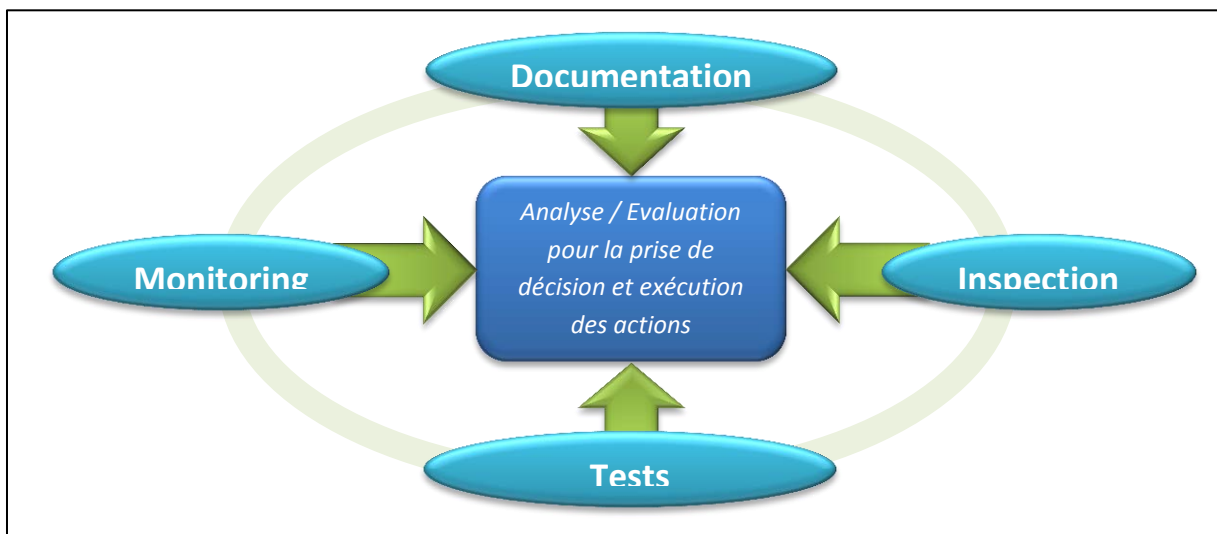 Documentation
Analyse / Evaluation
pour la prise de
décision et exécution
des actions
Monitoring
Inspection
Tests